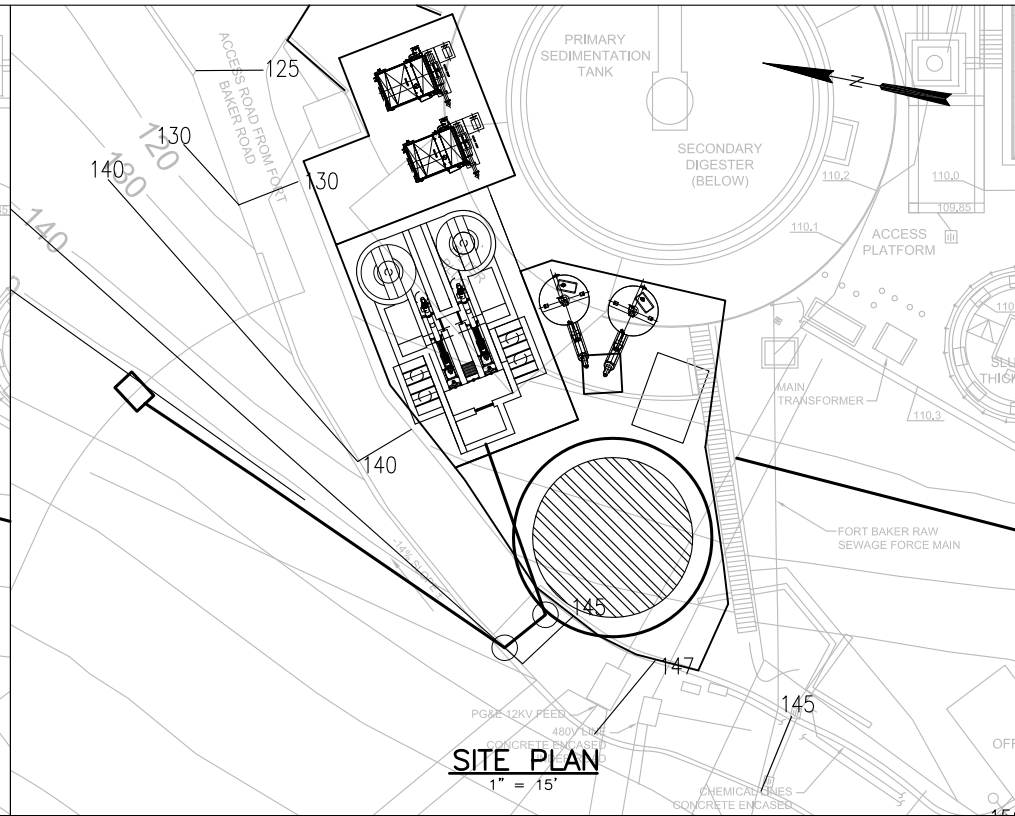 PRIMARY
SEDIMENTATION
TANK
ACCESS ROAD FROM FORT
BAKER ROAD
125
N
130
120
140
130
130
SECONDARY
DIGESTER
(BELOW)
110.2
110.0
109.85
140
110.1
ACCESS
PLATFORM
110
MAIN
TRANSFORMER
110.3
140
FORT BAKER RAW
SEWAGE FORCE MAIN
145
147
145
PG&E 12KV FEED
480V LINE
CONCRETE ENCASED
SITE PLAN
1" = 15'
CHEMICAL LINES
CONCRETE ENCASED